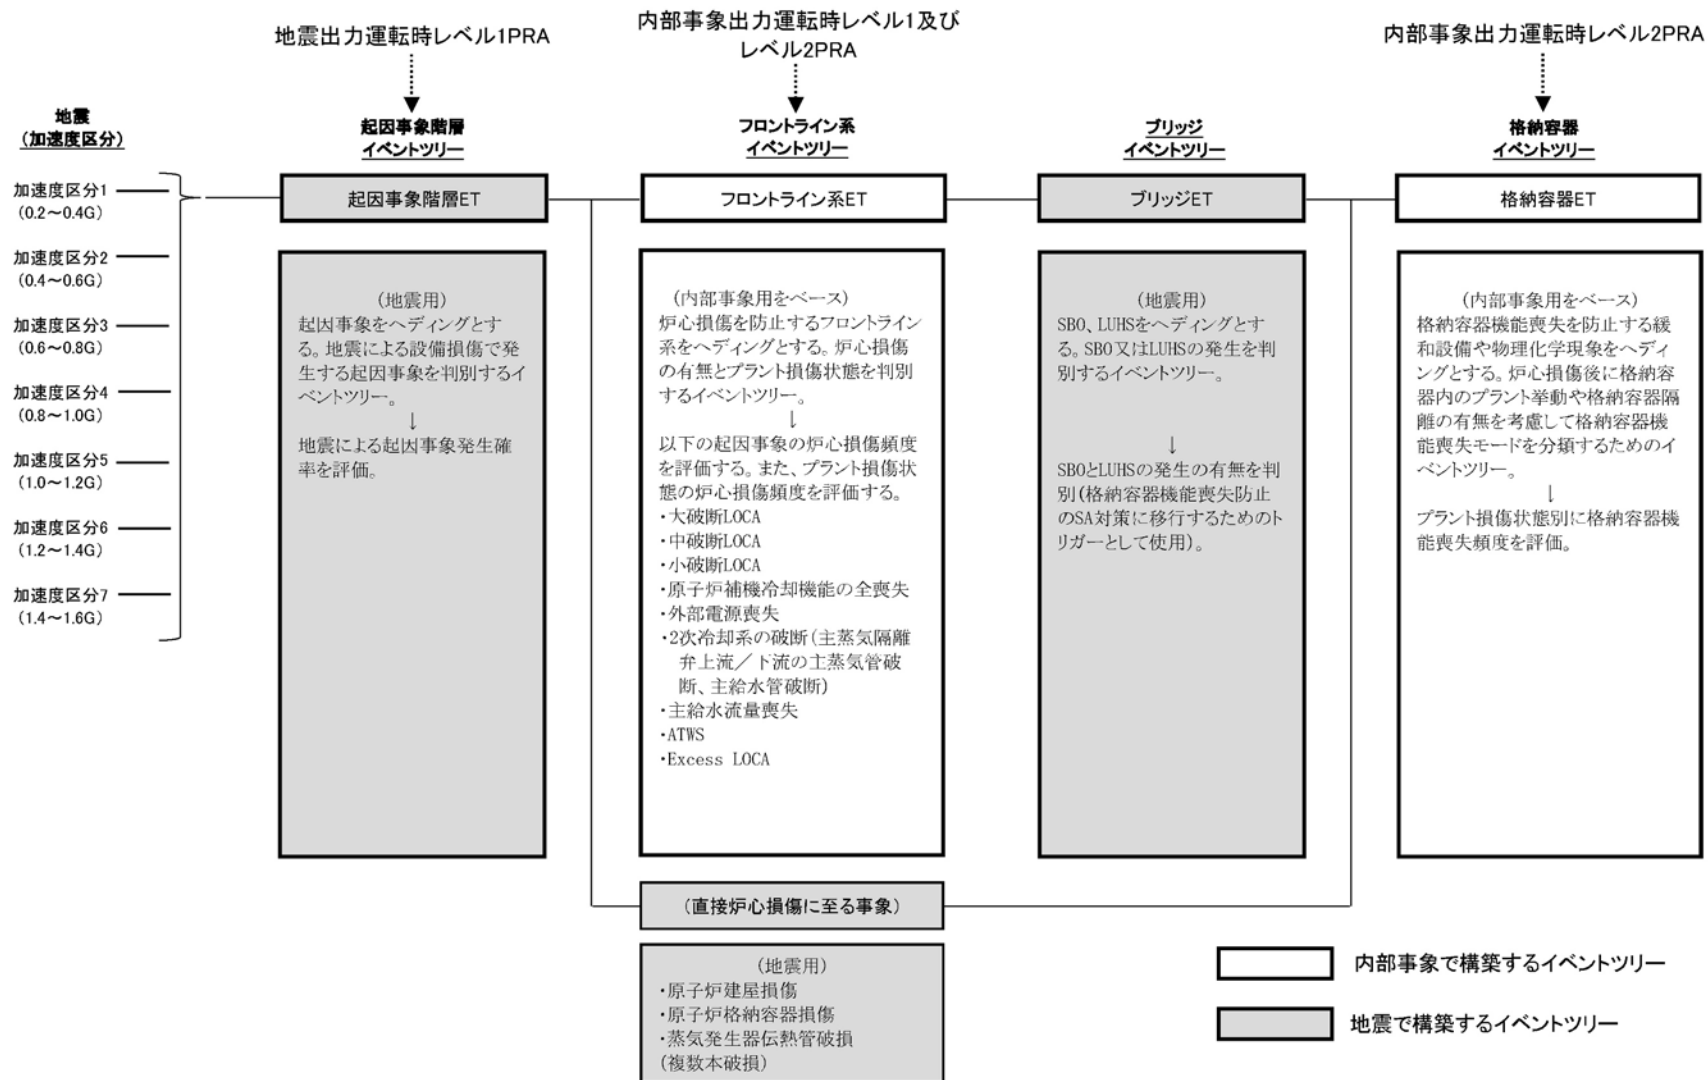 地震出力運転時レベル1PRA
内部事象出力運転時レベル1及び
レベル2PRA
内部事象出力運転時レベル2PRA
地震
(加速度区分)
起因事象階層
イベントツリー
フロントライン系
イベントツリー
ブリッジ
イベントツリー
格納容器
イベントツリー
加速度区分1
(0.2～0.4G)
加速度区分2
(0.4～0.6G)
加速度区分3
(0.6～0.8G)
加速度区分4
(0.8～1.0G)
加速度区分5
(1.0～1.2G)
加速度区分6
(1.2～1.4G)
加速度区分7
(1.4～1.6G)
起因事象階層ET
(地震用)
起因事象をヘディングとす
る。地震による設備損傷で発
生する起因事象を判別するイ
ベントツリー。
↓
地震による起因事象発生確
率を評価。
フロントライン系ET
(内部事象用をベース)
炉心損傷を防止するフロントライン
系をヘディングとする。炉心損傷
の有無とプラント損傷状態を判別
するイベントツリー。
↓
以下の起因事象の炉心損傷頻度
を評価する。また、プラント損傷状
態の炉心損傷頻度を評価する。
・大破断LOCA
・中破断LOCA
・小破断LOCA
・原子炉補機冷却機能の全喪失
・外部電源喪失
・2次冷却系の破断(主蒸気隔離
弁上流／下流の主蒸気管破
断、主給水管破断)
・主給水流量喪失
・ATWS
・Excess LOCA
ブリッジET
(地震用)
SBO、LUHSをヘディングとす
る。SBO又はLUHSの発生を判
別するイベントツリー。
↓
SBOとLUHSの発生の有無を判
別(格納容器機能喪失防止
のSA対策に移行するためのト
リガーとして使用)。
格納容器ET
(内部事象用をベース)
格納容器機能喪失を防止する緩
和設備や物理化学現象をヘディ
ングとする。炉心損傷後に格納容
器内のプラント挙動や格納容器隔
離の有無を考慮して格納容器機
能喪失モードを分類するためのイ
ベントツリー。
↓
プラント損傷状態別に格納容器機
能喪失頻度を評価。
(直接炉心損傷に至る事象)
(地震用)
・原子炉建屋損傷
・原子炉格納容器損傷
・蒸気発生器伝熱管破損
(複数本破損)
内部事象で構築するイベントツリー
地震で構築するイベントツリー